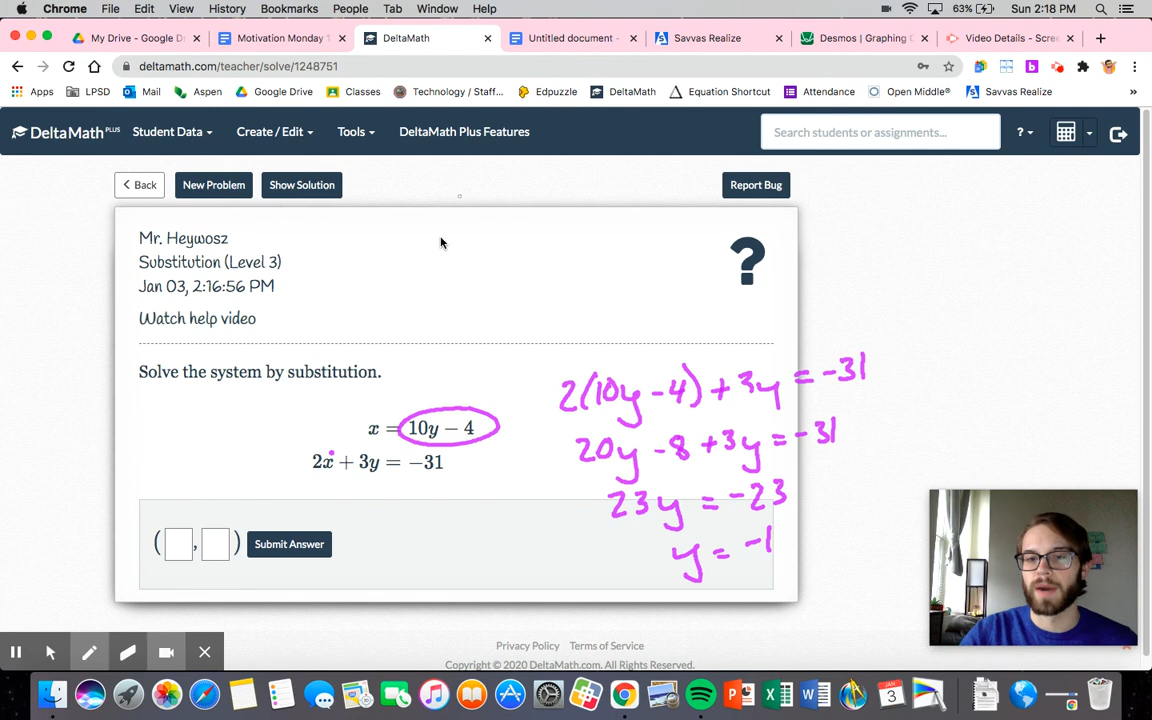 Chrome File Edit View History Bookmarks People Tab Window Help 63% Sun 2:18 PM
My Drive - Google D Motivation Monday 1 DeltaMath Untitled document - Savvas Realize Desmos | Graphing C Video Details - Scre
deltamath.com/teacher/solve/1248751
Apps LPSD Mail Aspen Google Drive Classes Technology / Staff... Edpuzzle DeltaMath Equation Shortcut Attendance Open Middle® Savvas Realize »
DeltaMath PLUS Student Data Create / Edit Tools DeltaMath Plus Features Search students or assignments... ?
< Back New Problem Show Solution Report Bug
Mr. Heywosz
Substitution (Level 3)
Jan 03, 2:16:56 PM
?
Watch help video
Solve the system by substitution.
x = 10y − 4
2x + 3y = −31
2(10y - 4) + 3y = -31
20y - 8 + 3y = -31
23y = -23
y = -1
( , ) Submit Answer
Privacy Policy Terms of Service
Copyright © 2020 DeltaMath.com. All Rights Reserved.
JAN
3